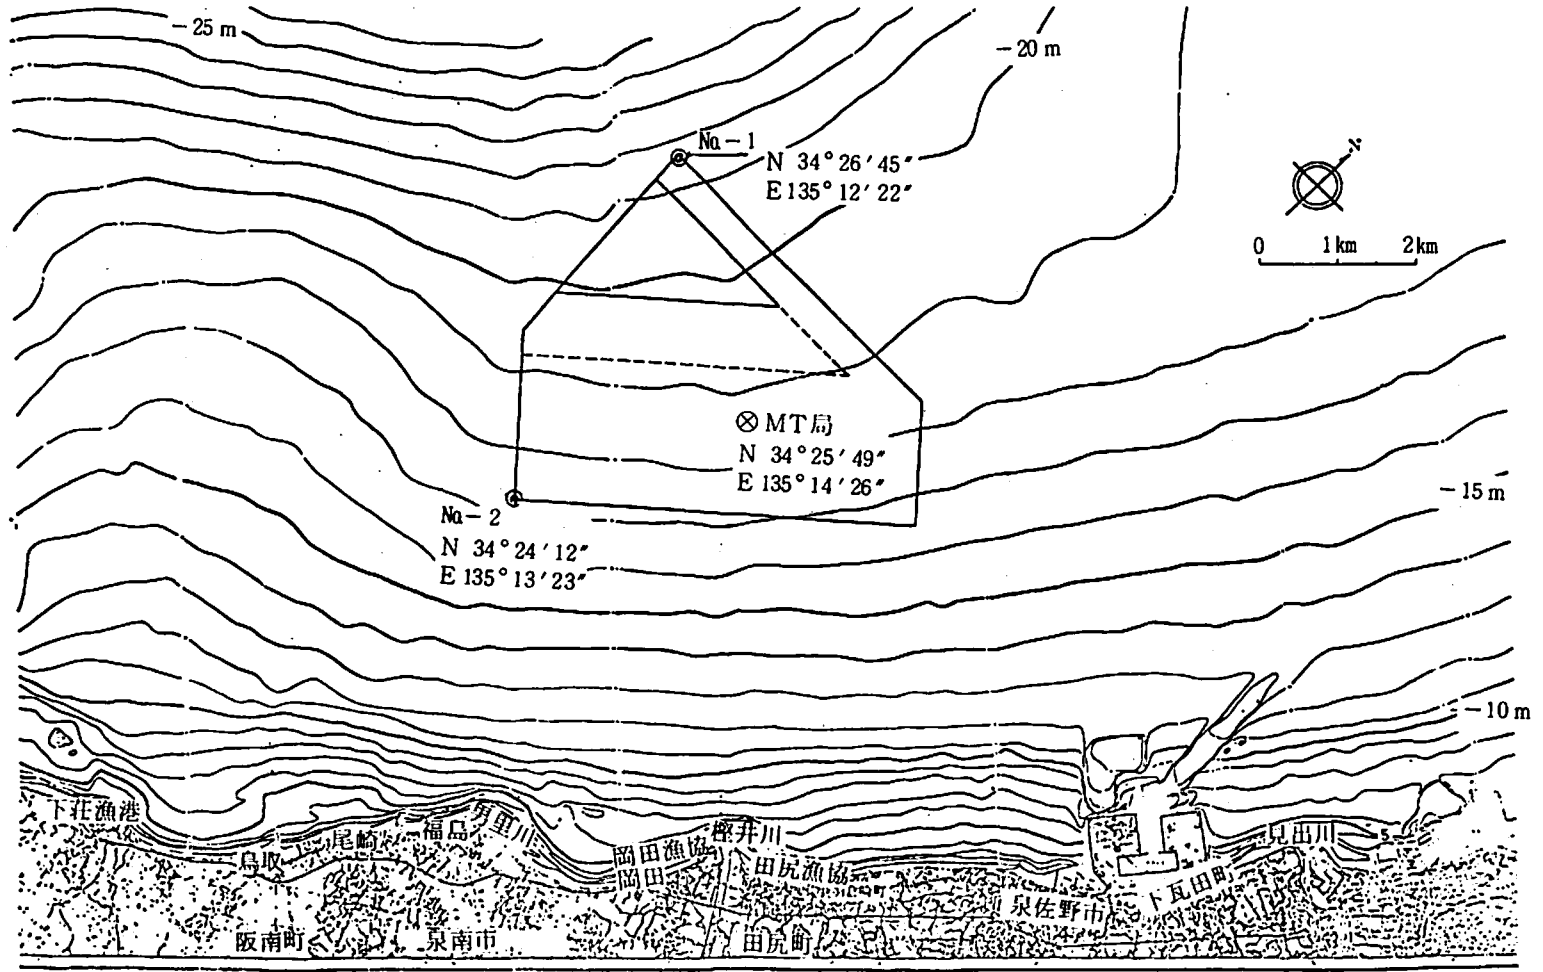 -25 m
-20 m
No-1
N 34° 26′ 45″
E 135° 12′ 22″
N
0 1 km 2 km
⊗ MT局
N 34° 25′ 49″
E 135° 14′ 26″
-15 m
No-2
N 34° 24′ 12″
E 135° 13′ 23″
-10 m
下荘漁港
鳥取
尾崎
福島
男里川
岡田漁協
岡田
樫井川
田尻漁協
見出川
5
泉佐野市
下瓦田町
阪南町
泉南市
田尻町